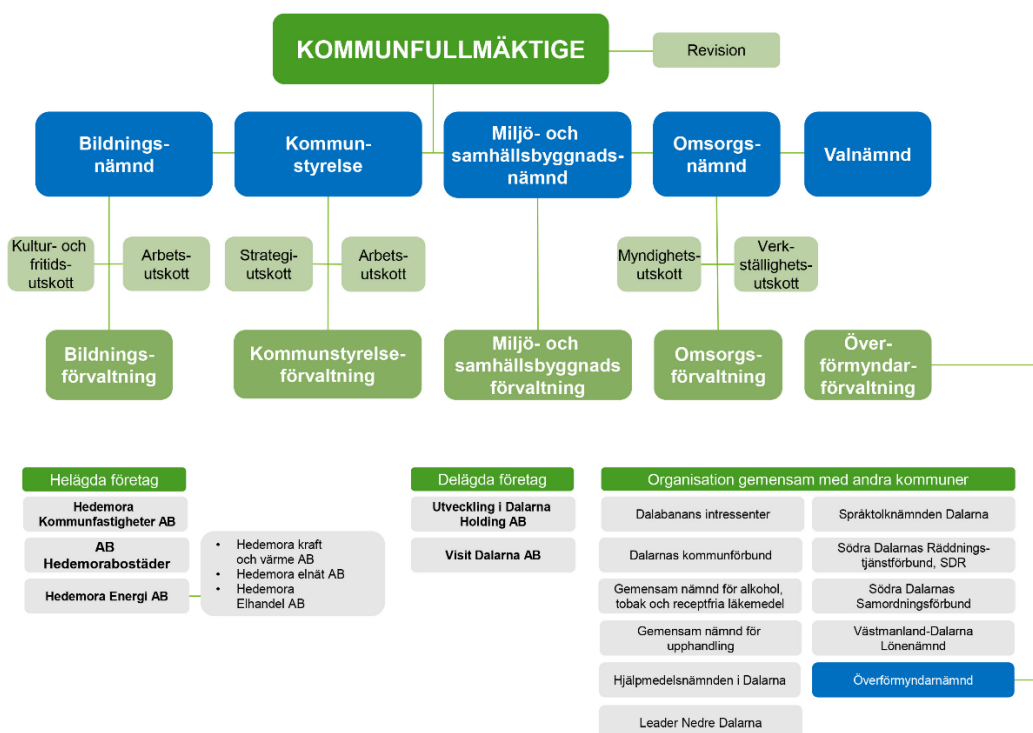 KOMMUNFULLMÄKTIGE
Revision
Bildnings-
nämnd
Kommun-
styrelse
Miljö- och
samhällsbyggnads-
nämnd
Omsorgs-
nämnd
Valnämnd
Kultur- och
fritids-
utskott
Arbets-
utskott
Strategi-
utskott
Arbets-
utskott
Myndighets-
utskott
Verk-
ställighets-
utskott
Bildnings-
förvaltning
Kommunstyrelse-
förvaltning
Miljö- och
samhällsbyggnads
förvaltning
Omsorgs-
förvaltning
Över-
förmyndar-
förvaltning
Helägda företag
Hedemora
Kommunfastigheter AB
AB
Hedemorabostäder
Hedemora Energi AB
• Hedemora kraft
och värme AB
• Hedemora elnät AB
• Hedemora
Elhandel AB
Delägda företag
Utveckling i Dalarna
Holding AB
Visit Dalarna AB
Organisation gemensam med andra kommuner
Dalabanans intressenter
Dalarnas kommunförbund
Gemensam nämnd för alkohol,
tobak och receptfria läkemedel
Gemensam nämnd för
upphandling
Hjälpmedelsnämnden i Dalarna
Leader Nedre Dalarna
Språktolknämnden Dalarna
Södra Dalarnas Räddnings-
tjänstförbund, SDR
Södra Dalarnas
Samordningsförbund
Västmanland-Dalarna
Lönenämnd
Överförmyndarnämnd